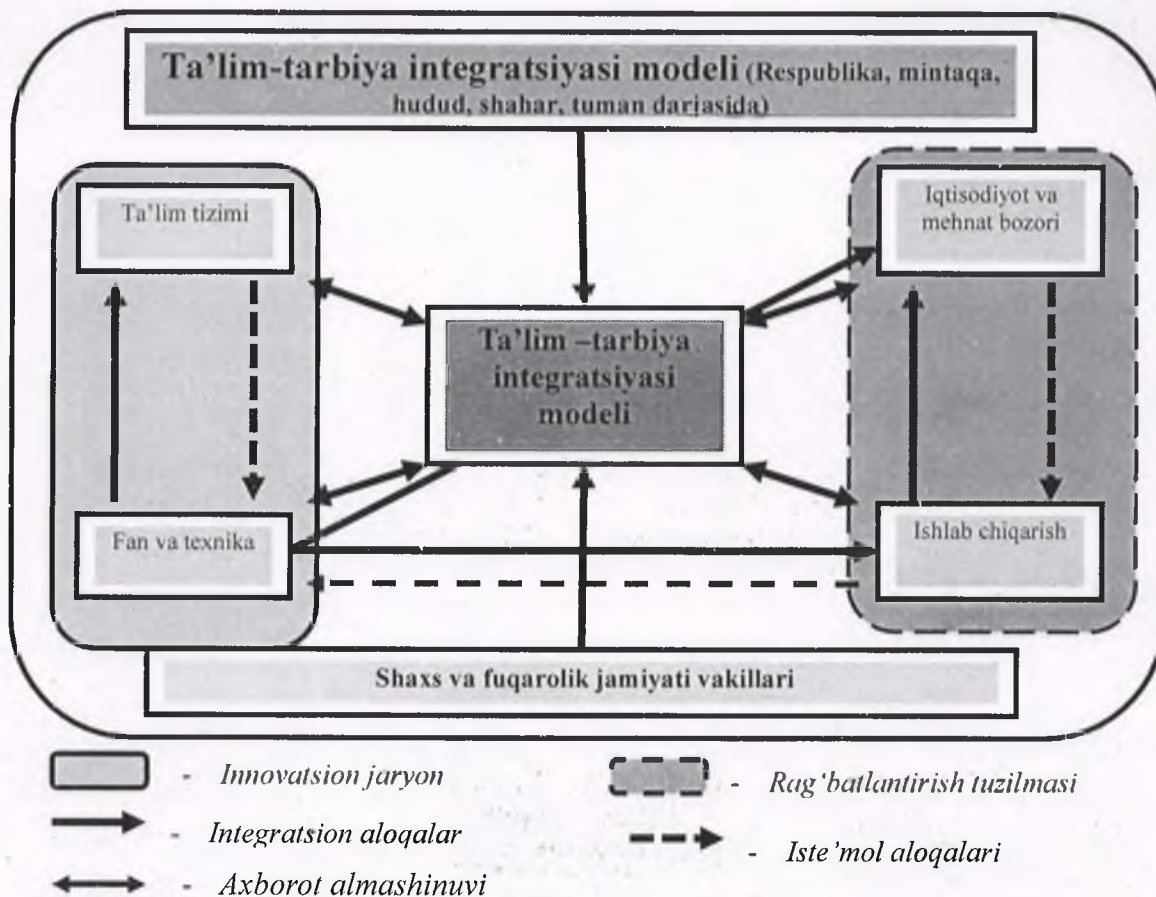 Ta’lim-tarbiya integratsiyasi modeli (Respublika, mintaqa,
hudud, shahar, tuman darjasida)
Ta’lim tizimi
Iqtisodiyot va
mehnat bozori
Ta’lim –tarbiya
integratsiyasi
modeli
Fan va texnika
Ishlab chiqarish
Shaxs va fuqarolik jamiyati vakillari
- Innovatsion jaryon
- Rag‘batlantirish tuzilmasi
- Integratsion aloqalar
- Iste’mol aloqalari
- Axborot almashinuvi